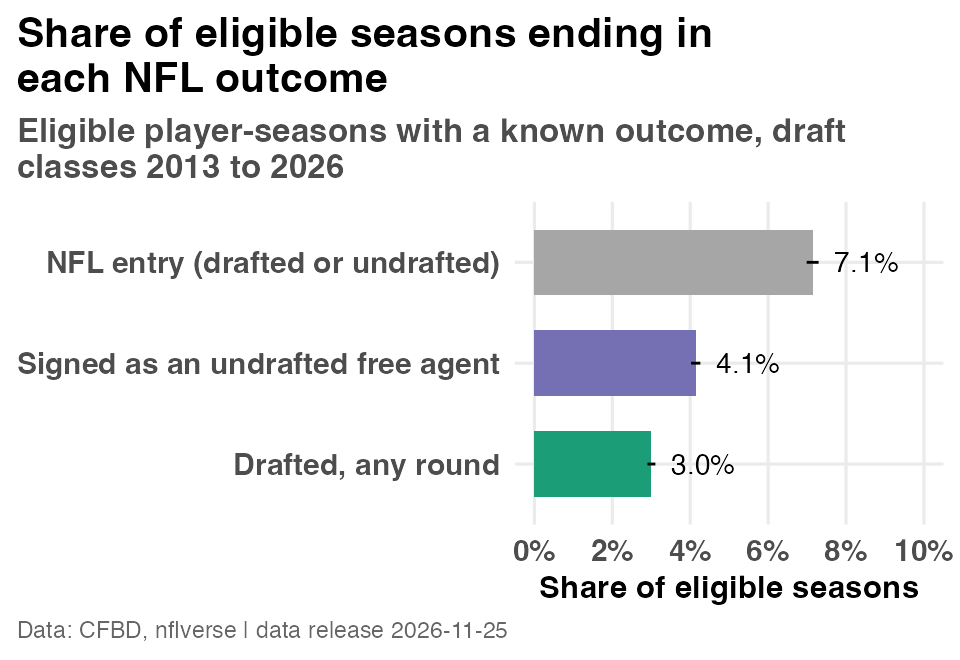 Share of eligible seasons ending in
each NFL outcome
Eligible player-seasons with a known outcome, draft
classes 2013 to 2026
NFL entry (drafted or undrafted)
7.1%
Signed as an undrafted free agent
4.1%
Drafted, any round
3.0%
0% 2% 4% 6% 8% 10%
Share of eligible seasons
Data: CFBD, nflverse | data release 2026-11-25